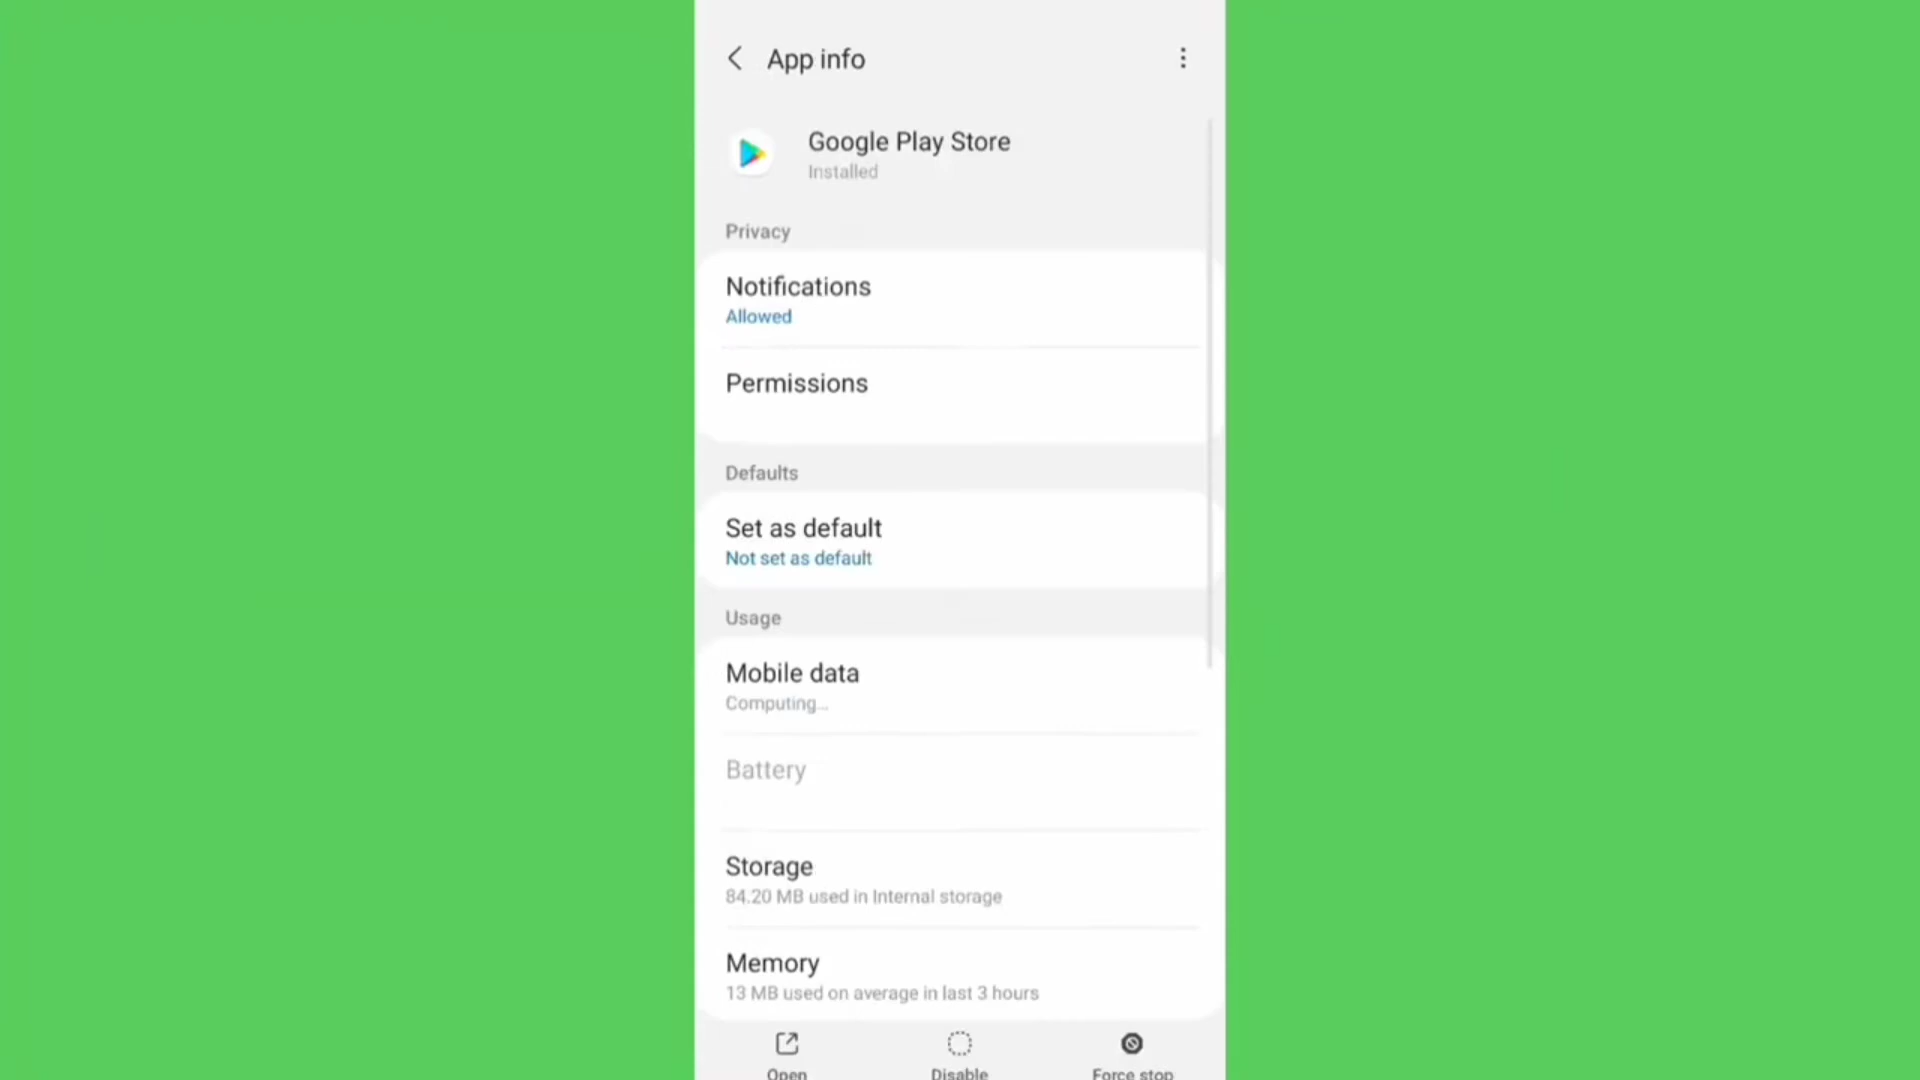 App info
Google Play Store
Installed
Privacy
Notifications
Allowed
Permissions
Defaults
Set as default
Not set as default
Usage
Mobile data
Computing...
Battery
Storage
84.20 MB used in Internal storage
Memory
13 MB used on average in last 3 hours
Open
Disable
Force stop